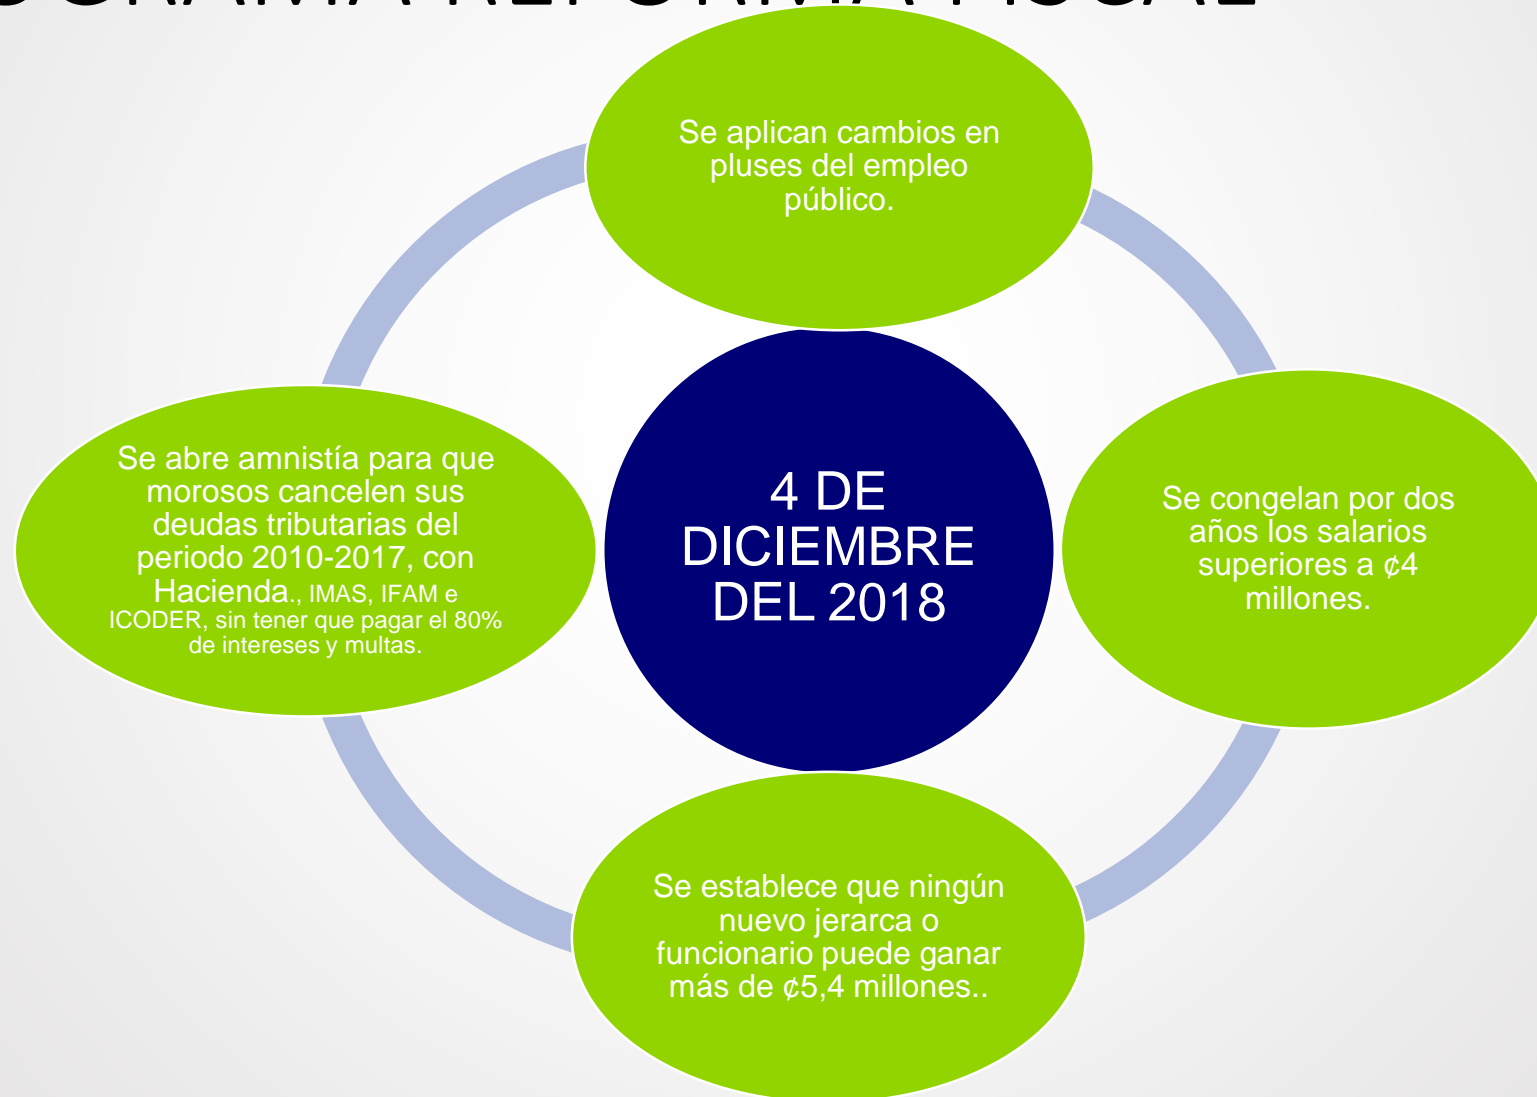 REFORMA FISCAL
Se aplican cambios en
pluses del empleo
público.
Se abre amnistía para que
morosos cancelen sus
deudas tributarias del
periodo 2010-2017, con
Hacienda., IMAS, IFAM e
ICODER, sin tener que pagar el 80%
de intereses y multas.
4 DE
DICIEMBRE
DEL 2018
Se congelan por dos
años los salarios
superiores a ¢4
millones.
Se establece que ningún
nuevo jerarca o
funcionario puede ganar
más de ¢5,4 millones..